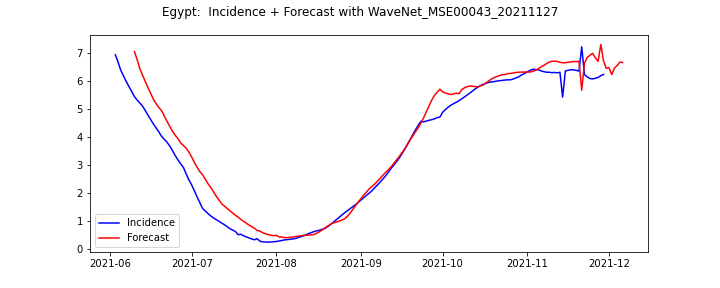 Egypt:  Incidence + Forecast with WaveNet_MSE00043_20211127
7
6
5
4
3
2
1
0
Incidence
Forecast
2021-06 2021-07 2021-08 2021-09 2021-10 2021-11 2021-12